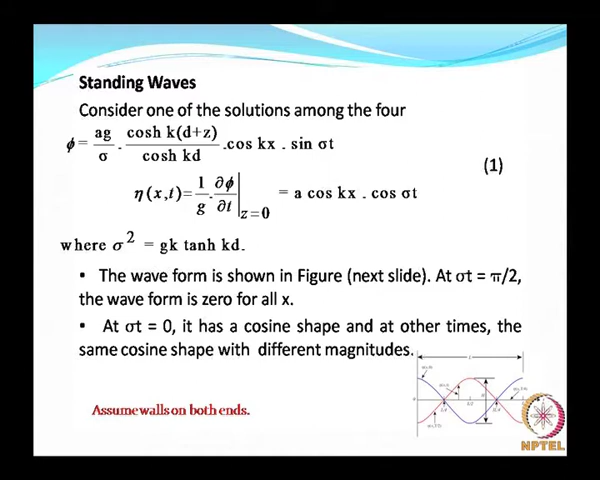 Standing Waves
Consider one of the solutions among the four
ϕ = ag/σ . cosh k(d+z)/cosh kd .cos kx . sin σt
(1)
η(x,t) = 1/g . ∂ϕ/∂t |z=0 = a cos kx . cos σt
where σ² = gk tanh kd.
• The wave form is shown in Figure (next slide). At σt = π/2,
the wave form is zero for all x.
• At σt = 0, it has a cosine shape and at other times, the
same cosine shape with different magnitudes.
Assume walls on both ends.
NPTEL